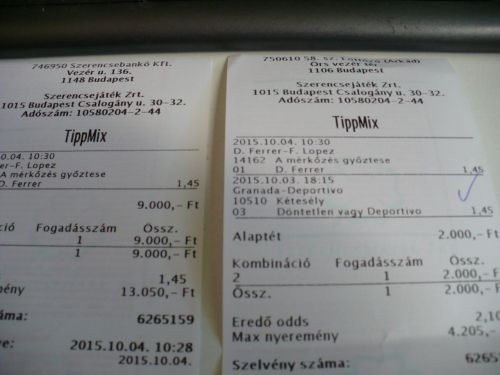 746950 Szerencsebankó Kft.
Vezér u. 136.
1148 Budapest
Szerencsejáték Zrt.
1015 Budapest Csalogány u. 30-32.
Adószám: 10580204-2-44
TippMix
.10.04. 10:30
rer-F. Lopez
A mérkőzés győztese
D. Ferrer 1,45
9.000,- Ft
ció Fogadásszám Össz.
1 9.000,- Ft
1 9.000,- Ft
1,45
mény 13.050,- Ft
száma: 6265159
ve: 2015.10.04. 10:28
2015.10.04.
750610 58. sz.
Örs vezér tér
1106 Budapest
Szerencsejáték Zrt.
1015 Budapest Csalogány u. 30-32.
Adószám: 10580204-2-44
TippMix
2015.10.04. 10:30
D. Ferrer-F. Lopez
14162 A mérkőzés győztese
01 D. Ferrer 1,45
2015.10.03. 18:15
Granada-Deportivo
10510 Kétesély
03 Döntetlen vagy Deportivo 1,45
Alaptét 2.000,- Ft
Kombináció Fogadásszám Össz.
2 1 2.000,- Ft
Össz. 1 2.000,- Ft
Eredő odds 2,10
Max nyeremény 4.205,-
Szelvény száma: 6265